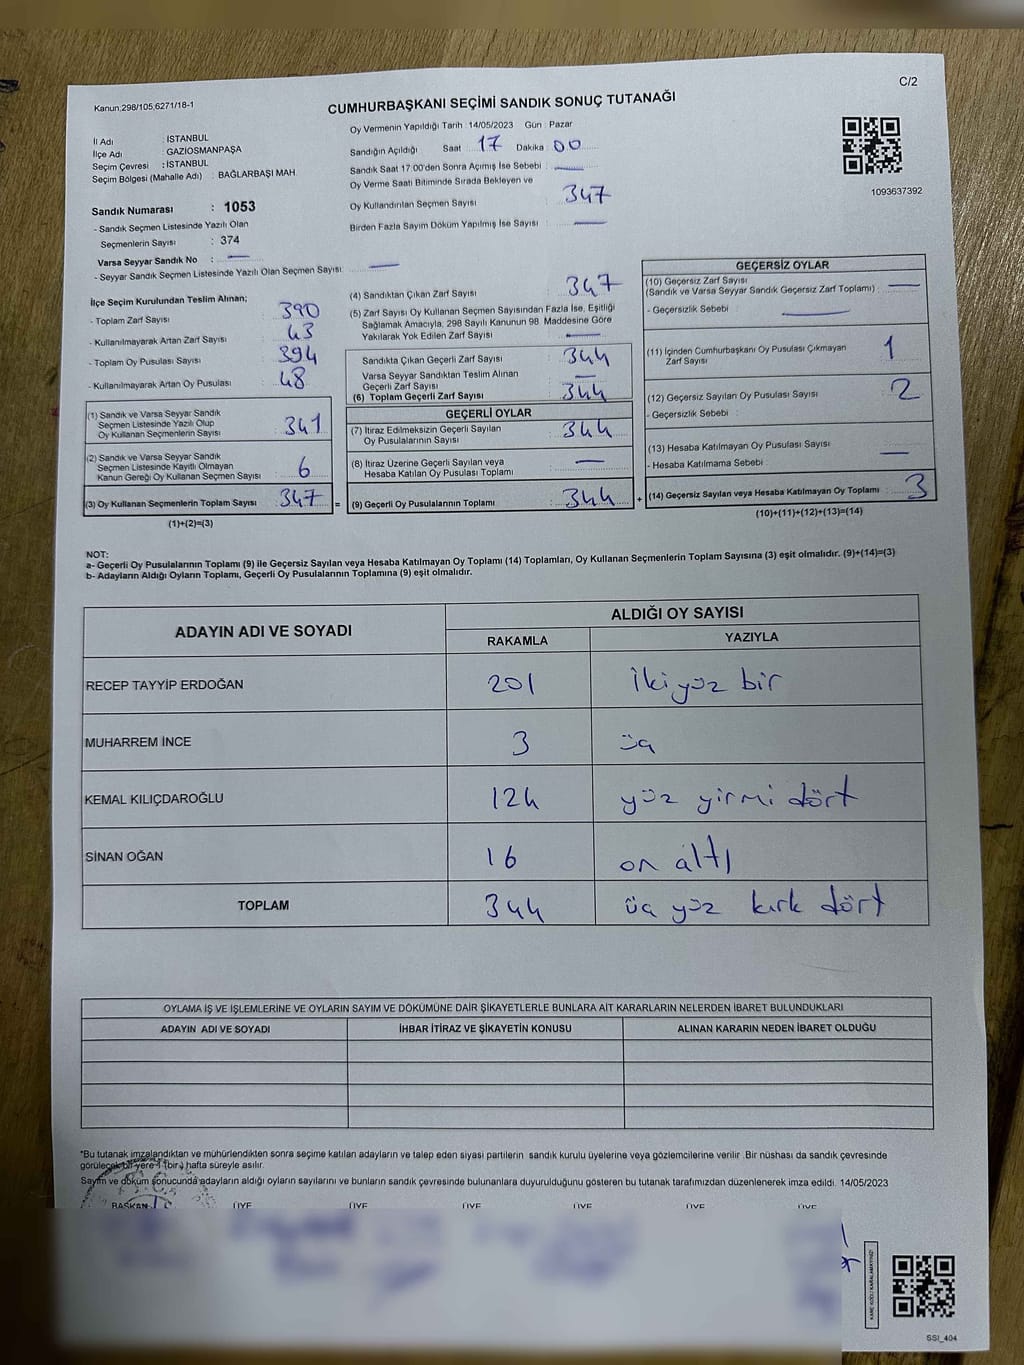 C/2
Kanun,298/105,6271/18-1
CUMHURBAŞKANI SEÇİMİ SANDIK SONUÇ TUTANAĞI
İl Adı : İSTANBUL
İlçe Adı : GAZİOSMANPAŞA
Seçim Çevresi : İSTANBUL
Seçim Bölgesi (Mahalle Adı) : BAĞLARBAŞI MAH.
Sandık Numarası : 1053
- Sandık Seçmen Listesinde Yazılı Olan
Seçmenlerin Sayısı : 374
Varsa Seyyar Sandık No : —
- Seyyar Sandık Seçmen Listesinde Yazılı Olan Seçmen Sayısı: —
Oy Vermenin Yapıldığı Tarih : 14/05/2023 Gün : Pazar
Sandığın Açıldığı Saat 17 Dakika : 00
Sandık Saat 17:00'den Sonra Açımış İse Sebebi : —
Oy Verme Saati Bitiminde Sırada Bekleyen ve
Oy Kullandırılan Seçmen Sayısı : 347
Birden Fazla Sayım Döküm Yapılmış İse Sayısı : —
1093637392
İlçe Seçim Kurulundan Teslim Alınan;
- Toplam Zarf Sayısı : 390
- Kullanılmayarak Artan Zarf Sayısı : 43
- Toplam Oy Pusulası Sayısı : 394
- Kullanılmayarak Artan Oy Pusulası : 48
(1) Sandık ve Varsa Seyyar Sandık
Seçmen Listesinde Yazılı Olup
Oy Kullanan Seçmenlerin Sayısı : 341
(2) Sandık ve Varsa Seyyar Sandık
Seçmen Listesinde Kayıtlı Olmayan
Kanun Gereği Oy Kullanan Seçmen Sayısı : 6
(3) Oy Kullanan Seçmenlerin Toplam Sayısı : 347 =
(1)+(2)=(3)
(4) Sandıktan Çıkan Zarf Sayısı : 347
(5) Zarf Sayısı Oy Kullanan Seçmen Sayısından Fazla İse, Eşitliği
Sağlamak Amacıyla, 298 Sayılı Kanunun 98. Maddesine Göre
Yakılarak Yok Edilen Zarf Sayısı : —
Sandıkta Çıkan Geçerli Zarf Sayısı : 344
Varsa Seyyar Sandıktan Teslim Alınan
Geçerli Zarf Sayısı : —
(6) Toplam Geçerli Zarf Sayısı : 344
GEÇERLİ OYLAR
(7) İtiraz Edilmeksizin Geçerli Sayılan
Oy Pusulalarının Sayısı : 344
(8) İtiraz Üzerine Geçerli Sayılan veya
Hesaba Katılan Oy Pusulası Toplamı : —
(9) Geçerli Oy Pusulalarının Toplamı : 344 +
GEÇERSİZ OYLAR
(10) Geçersiz Zarf Sayısı
(Sandık ve Varsa Seyyar Sandık Geçersiz Zarf Toplamı) : —
- Geçersizlik Sebebi : —
(11) İçinden Cumhurbaşkanı Oy Pusulası Çıkmayan
Zarf Sayısı : 1
(12) Geçersiz Sayılan Oy Pusulası Sayısı : 2
- Geçersizlik Sebebi :
(13) Hesaba Katılmayan Oy Pusulası Sayısı : —
- Hesaba Katılmama Sebebi :
(14) Geçersiz Sayılan veya Hesaba Katılmayan Oy Toplamı : 3
(10)+(11)+(12)+(13)=(14)
NOT:
a- Geçerli Oy Pusulalarının Toplamı (9) ile Geçersiz Sayılan veya Hesaba Katılmayan Oy Toplamı (14) Toplamları, Oy Kullanan Seçmenlerin Toplam Sayısına (3) eşit olmalıdır. (9)+(14)=(3)
b- Adayların Aldığı Oyların Toplamı, Geçerli Oy Pusulalarının Toplamına (9) eşit olmalıdır.
ADAYIN ADI VE SOYADI ALDIĞI OY SAYISI
RAKAMLA YAZIYLA
RECEP TAYYİP ERDOĞAN 201 İki yüz bir
MUHARREM İNCE 3 üç
KEMAL KILIÇDAROĞLU 124 yüz yirmi dört
SİNAN OĞAN 16 on altı
TOPLAM 344 üç yüz kırk dört
OYLAMA İŞ VE İŞLEMLERİNE VE OYLARIN SAYIM VE DÖKÜMÜNE DAİR ŞİKAYETLERLE BUNLARA AİT KARARLARIN NELERDEN İBARET BULUNDUKLARI
ADAYIN ADI VE SOYADI İHBAR İTİRAZ VE ŞİKAYETİN KONUSU ALINAN KARARIN NEDEN İBARET OLDUĞU
*Bu tutanak imzalandıktan ve mühürlendikten sonra seçime katılan adayların ve talep eden siyasi partilerin sandık kurulu üyelerine veya gözlemcilerine verilir .Bir nüshası da sandık çevresinde
görülecek bir yere 1 (bir ) hafta süreyle asılır.
Sayım ve döküm sonucunda adayların aldığı oyların sayılarını ve bunların sandık çevresinde bulunanlara duyurulduğunu gösteren bu tutanak tarafımızdan düzenlenerek imza edildi. 14/05/2023
BAŞKAN ÜYE ÜYE ÜYE ÜYE ÜYE ÜYE
SSI_404